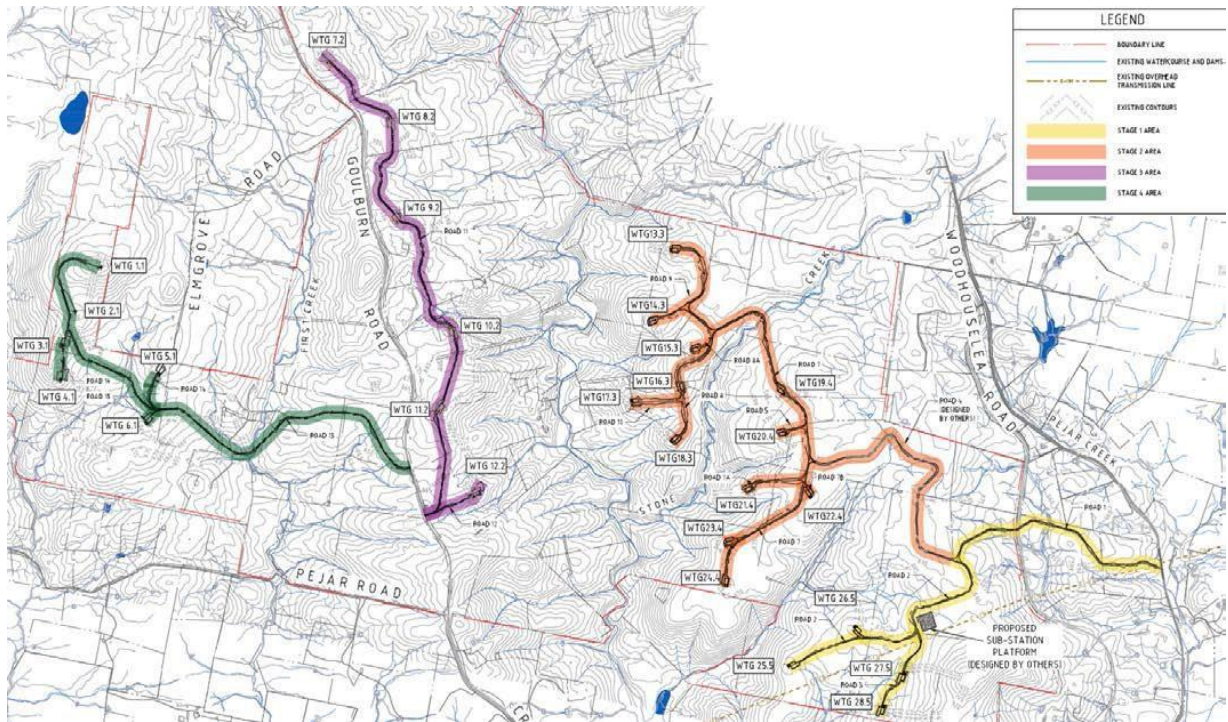 LEGEND
BOUNDARY LINE
EXISTING WATERCOURSE AND DAMS
EXISTING OVERHEAD
TRANSMISSION LINE
EXISTING CONTOURS
STAGE 1 AREA
STAGE 2 AREA
STAGE 3 AREA
STAGE 4 AREA
WTG 7.2
WTG 8.2
WTG 9.2
ROAD 11
WTG 10.2
WTG 11.2
WTG 12.2
ROAD 12
GOULBURN
ROAD
ELMGROVE
ROAD
FIRST CREEK
WTG 1.1
WTG 2.1
WTG 3.1
WTG 4.1
WTG 5.1
WTG 6.1
ROAD 14
ROAD 15
PEJAR ROAD
WTG13.3
WTG14.3
WTG15.3
WTG16.3
WTG17.3
WTG18.3
CREEK
ROAD 8A
ROAD 7
WTG19.4
ROAD 5
WTG20.4
WTG21.4
WTG22.4
WTG23.4
WTG24.4
STONE
ROAD 4
(DESIGNED
BY OTHERS)
WOODHOUSELEA ROAD
PEJAR CREEK
ROAD 1
ROAD 2
WTG 26.5
ROAD 2
WTG 25.5
WTG 27.5
ROAD 3
WTG 28.5
PROPOSED
SUB-STATION
PLATFORM
(DESIGNED BY OTHERS)